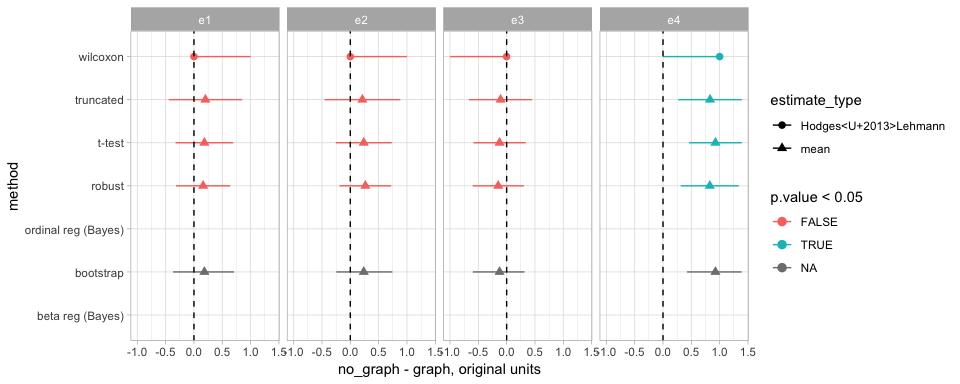 e1 e2 e3 e4
wilcoxon
truncated
t-test
robust
ordinal reg (Bayes)
bootstrap
beta reg (Bayes)
method
-1.0 -0.5 0.0 0.5 1.0 1.5 -1.0 -0.5 0.0 0.5 1.0 1.5 -1.0 -0.5 0.0 0.5 1.0 1.5 -1.0 -0.5 0.0 0.5 1.0 1.5
no_graph - graph, original units
estimate_type
Hodges<U+2013>Lehmann
mean
p.value < 0.05
FALSE
TRUE
NA